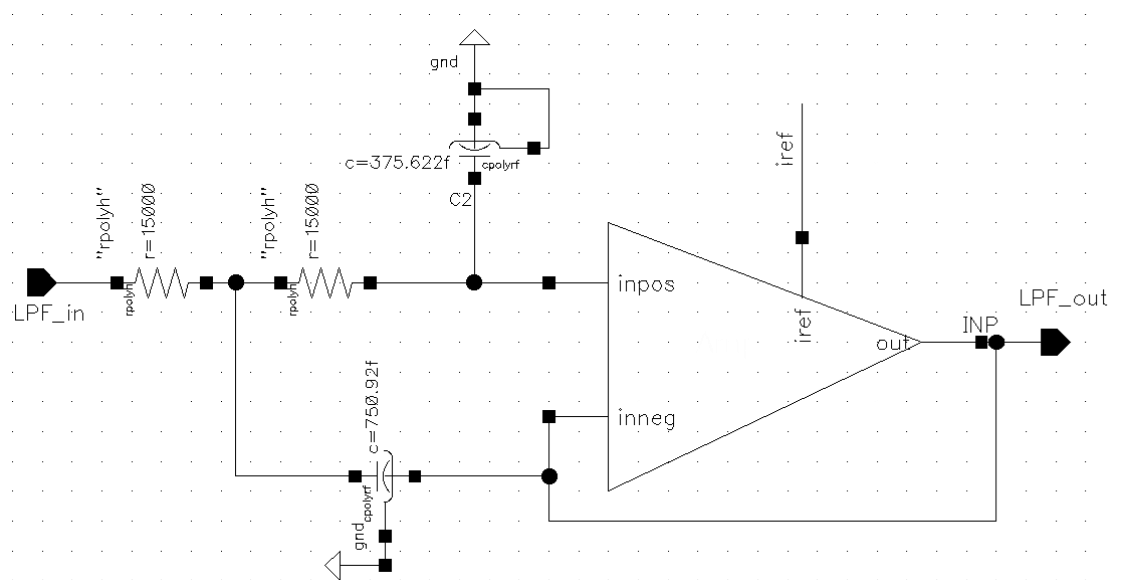 gnd
c=375.622f
cpolyrf
C2
iref
"rpolyh"
r=15000
"rpolyh"
r=15000
rpolyh
rpolyh
LPF_in
inpos
iref
LPF_out
INP
out
inneg
c=750.92f
cpolyrf
gnd